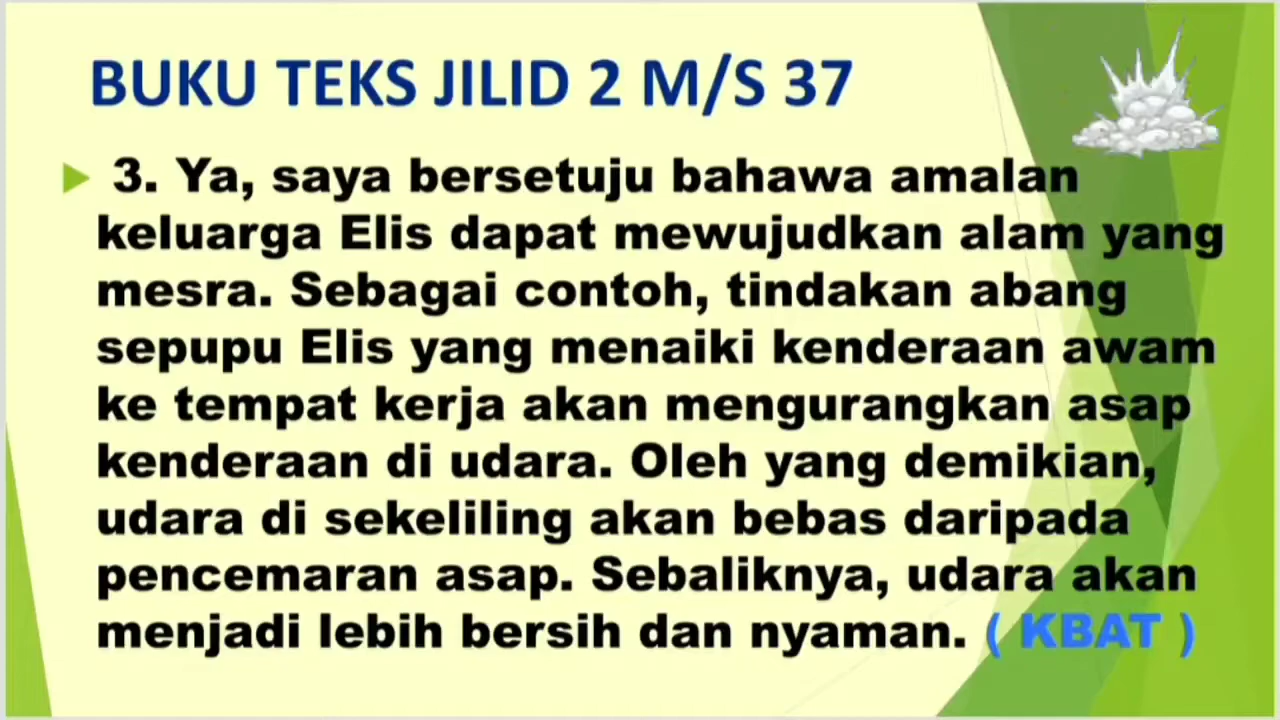 BUKU TEKS JILID 2 M/S 37
3. Ya, saya bersetuju bahawa amalan
keluarga Elis dapat mewujudkan alam yang
mesra. Sebagai contoh, tindakan abang
sepupu Elis yang menaiki kenderaan awam
ke tempat kerja akan mengurangkan asap
kenderaan di udara. Oleh yang demikian,
udara di sekeliling akan bebas daripada
pencemaran asap. Sebaliknya, udara akan
menjadi lebih bersih dan nyaman. ( KBAT )